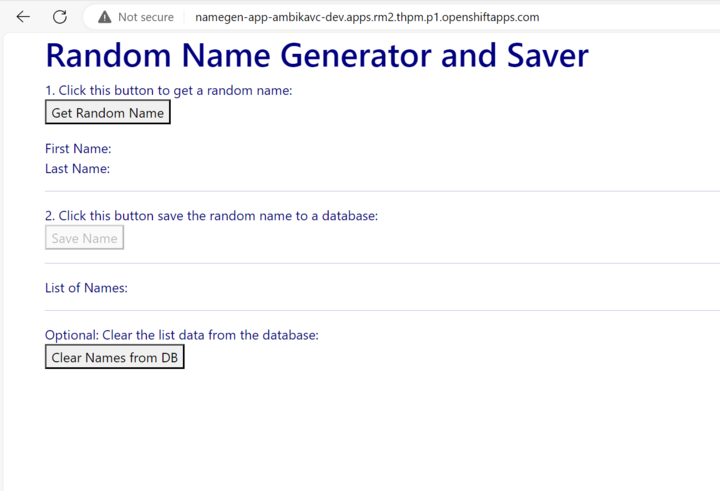 Not secure namegen-app-ambikavc-dev.apps.rm2.thpm.p1.openshiftapps.com
Random Name Generator and Saver
1. Click this button to get a random name:
Get Random Name
First Name:
Last Name:
2. Click this button save the random name to a database:
Save Name
List of Names:
Optional: Clear the list data from the database:
Clear Names from DB